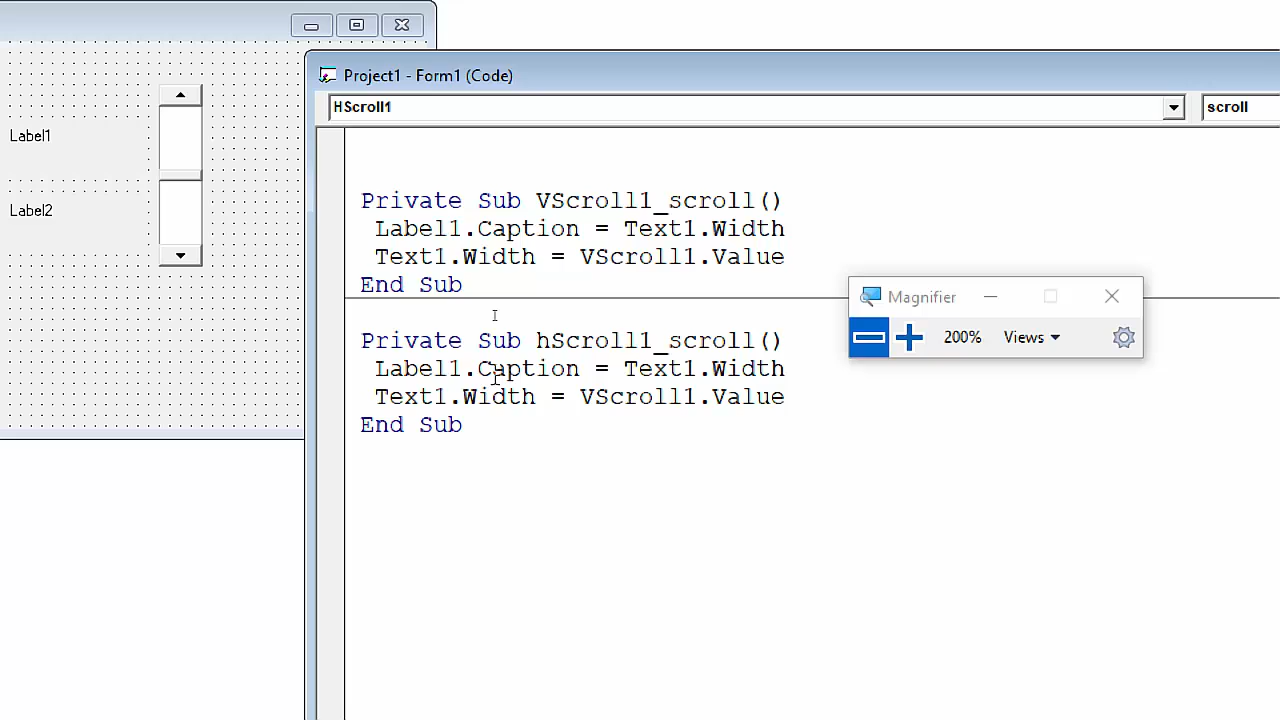 Project1 - Form1 (Code)
HScroll1
scroll
Label1
Label2
Private Sub VScroll1_scroll()
Label1.Caption = Text1.Width
Text1.Width = VScroll1.Value
End Sub
Private Sub hScroll1_scroll()
Label1.Caption = Text1.Width
Text1.Width = VScroll1.Value
End Sub
Magnifier
200% Views